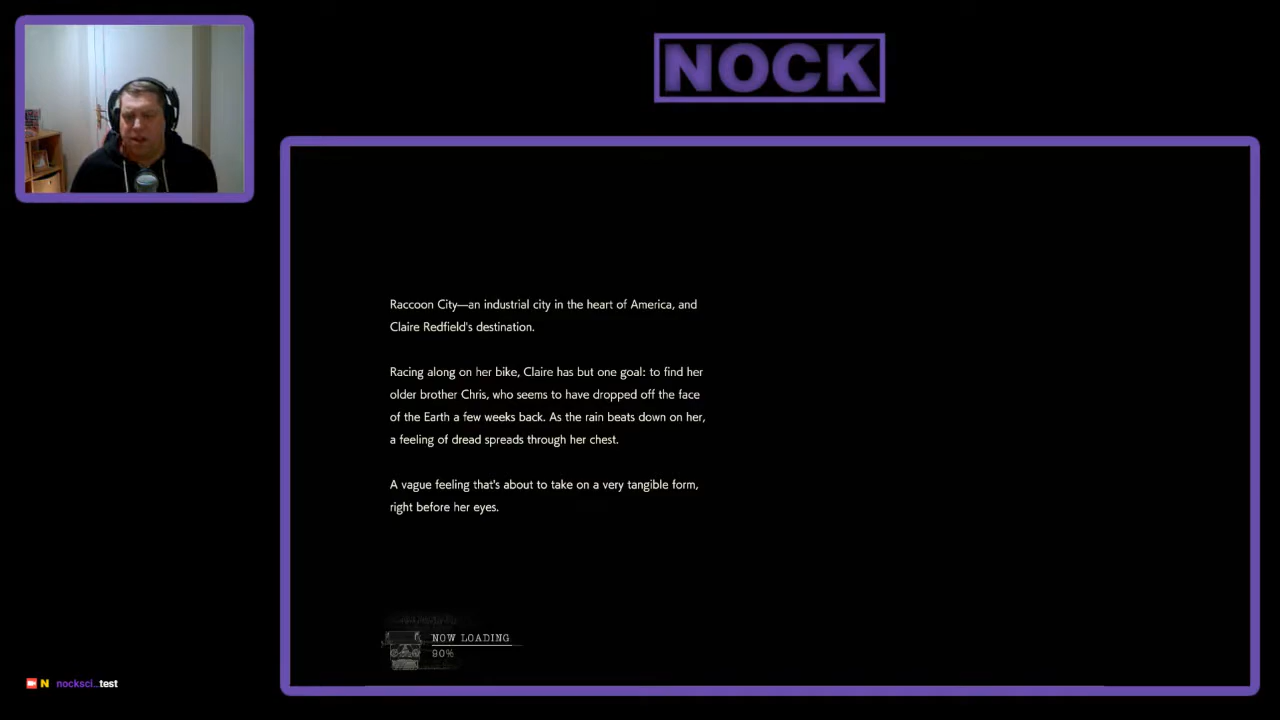 NOCK
Raccoon City—an industrial city in the heart of America, and
Claire Redfield's destination.
Racing along on her bike, Claire has but one goal: to find her
older brother Chris, who seems to have dropped off the face
of the Earth a few weeks back. As the rain beats down on her,
a feeling of dread spreads through her chest.
A vague feeling that's about to take on a very tangible form,
right before her eyes.
NOW LOADING
90%
N nocksci... test